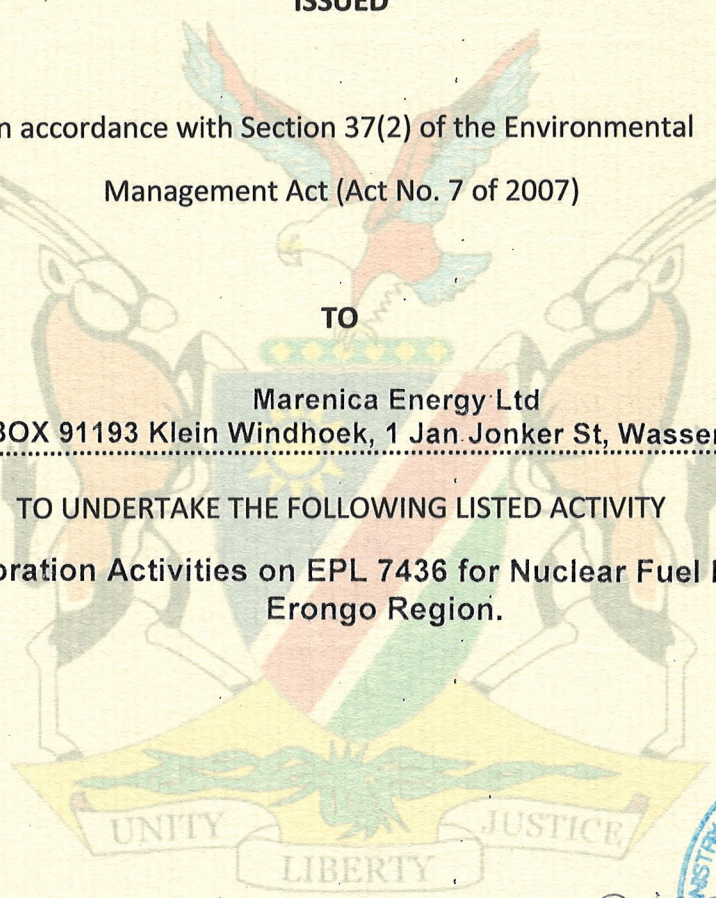 ISSUED
n accordance with Section 37(2) of the Environmental
Management Act (Act No. 7 of 2007)
TO
Marenica Energy Ltd
BOX 91193 Klein Windhoek, 1 Jan Jonker St, Wasser
TO UNDERTAKE THE FOLLOWING LISTED ACTIVITY
oration Activities on EPL 7436 for Nuclear Fuel
Erongo Region.
UNITY
LIBERTY
JUSTICE
NISTRY